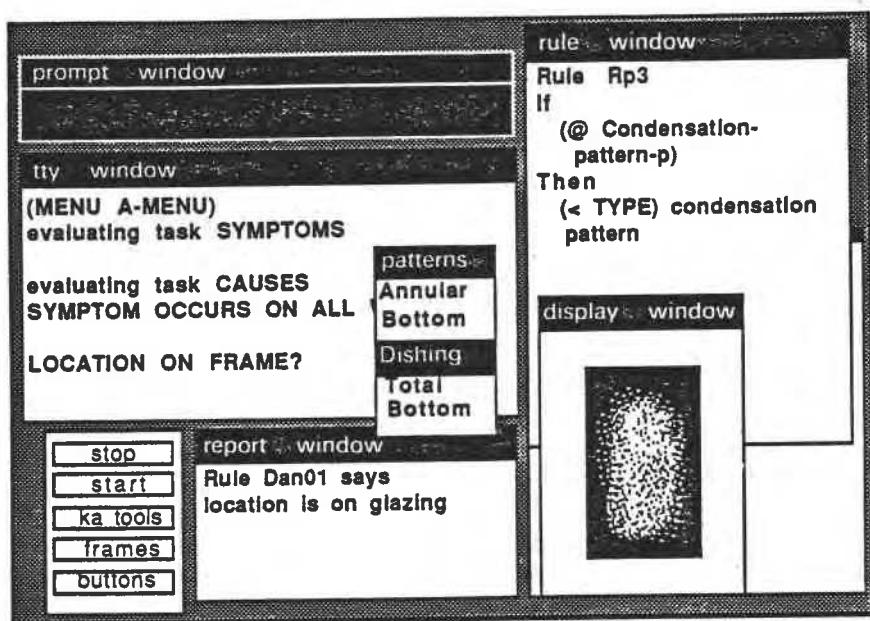 prompt window
tty window
(MENU A-MENU)
evaluating task SYMPTOMS
evaluating task CAUSES
SYMPTOM OCCURS ON ALL
LOCATION ON FRAME?
patterns
Annular
Bottom
Dishing
Total
Bottom
rule window
Rule Rp3
If
(@ Condensation-
pattern-p)
Then
(< TYPE) condensation
pattern
display window
stop
start
ka tools
frames
buttons
report window
Rule Dan01 says
location is on glazing